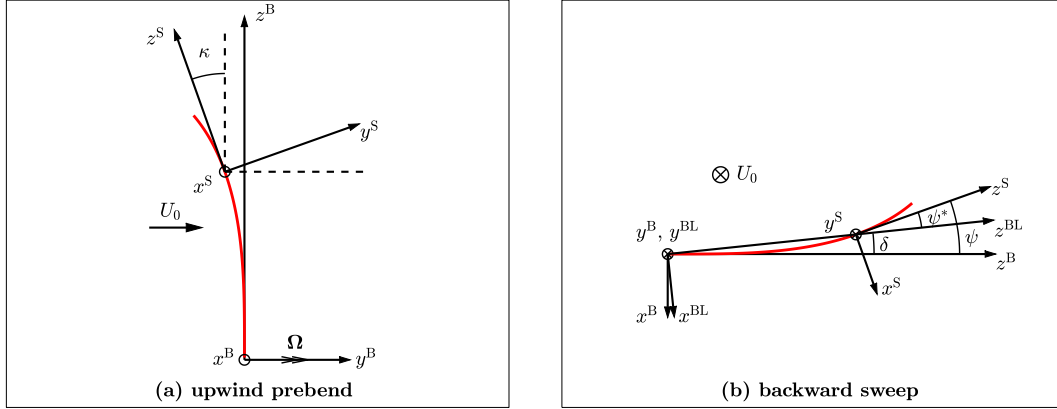 z^B
z^S
κ
y^S
x^S
U_0
Ω
x^B
y^B
(a) upwind prebend
U_0
z^S
y^S
ψ*
y^B, y^BL
z^BL
δ
ψ
z^B
x^S
x^B
x^BL
(b) backward sweep